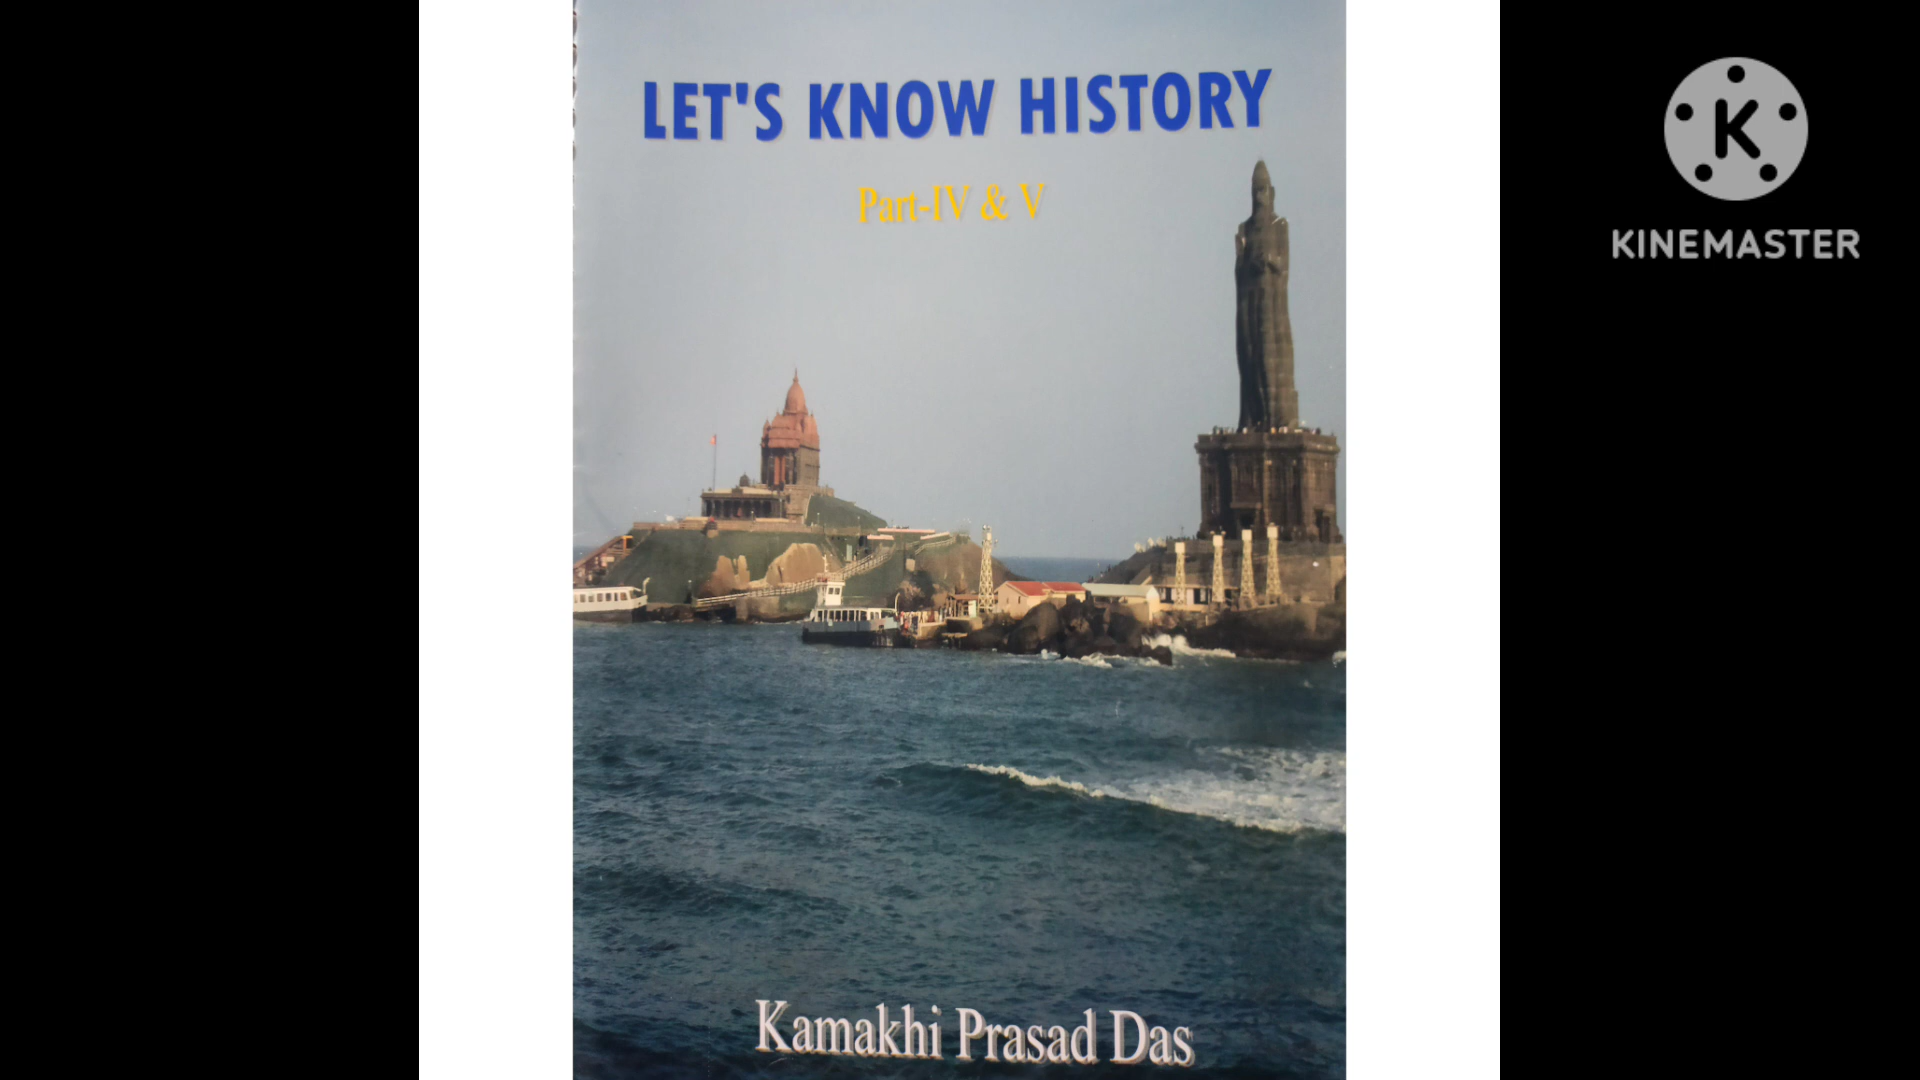 LET'S KNOW HISTORY
Part-IV & V
Kamakhi Prasad Das
K
KINEMASTER